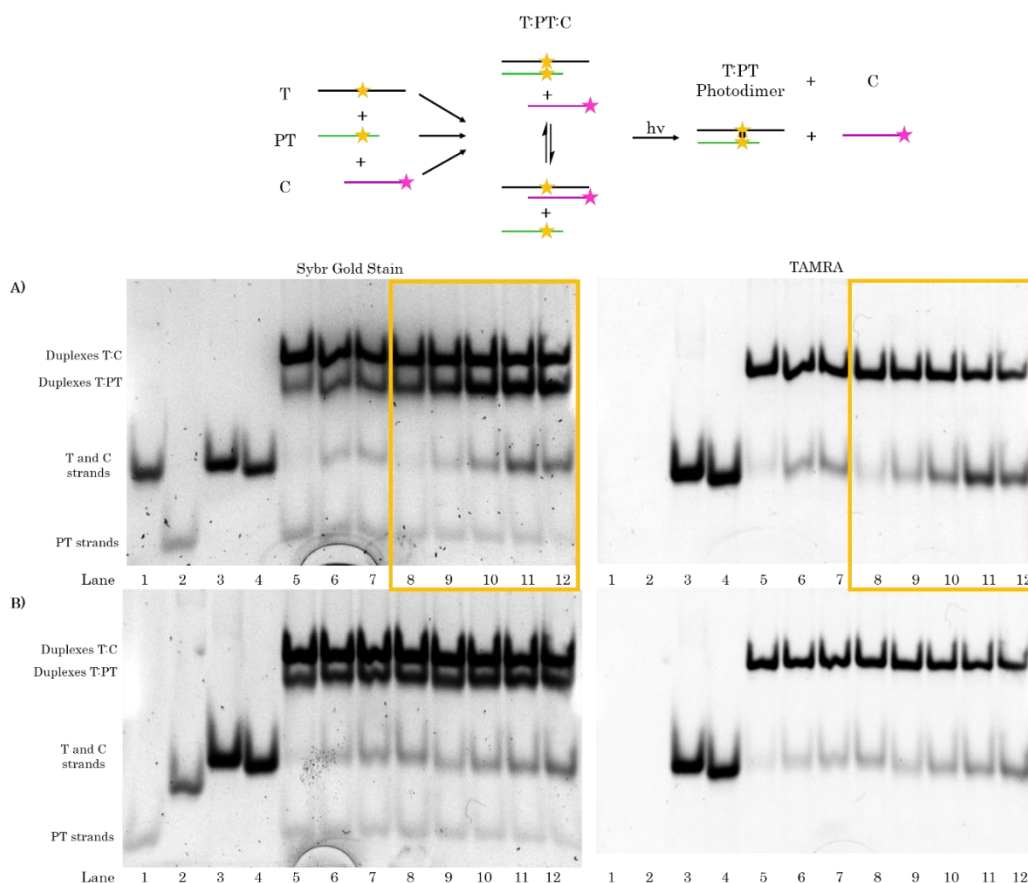 T:PT:C
T
+
PT
+
C
+
+
hv
T:PT
Photodimer
+
C
+
Sybr Gold Stain
TAMRA
A)
Duplexes T:C
Duplexes T:PT
T and C
strands
PT strands
Lane 1 2 3 4 5 6 7 8 9 10 11 12
1 2 3 4 5 6 7 8 9 10 11 12
B)
Duplexes T:C
Duplexes T:PT
T and C
strands
PT strands
Lane 1 2 3 4 5 6 7 8 9 10 11 12
1 2 3 4 5 6 7 8 9 10 11 12